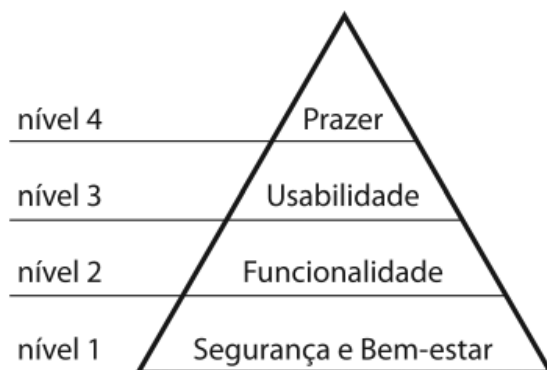 nível 4 Prazer
nível 3 Usabilidade
nível 2 Funcionalidade
nível 1 Segurança e Bem-estar